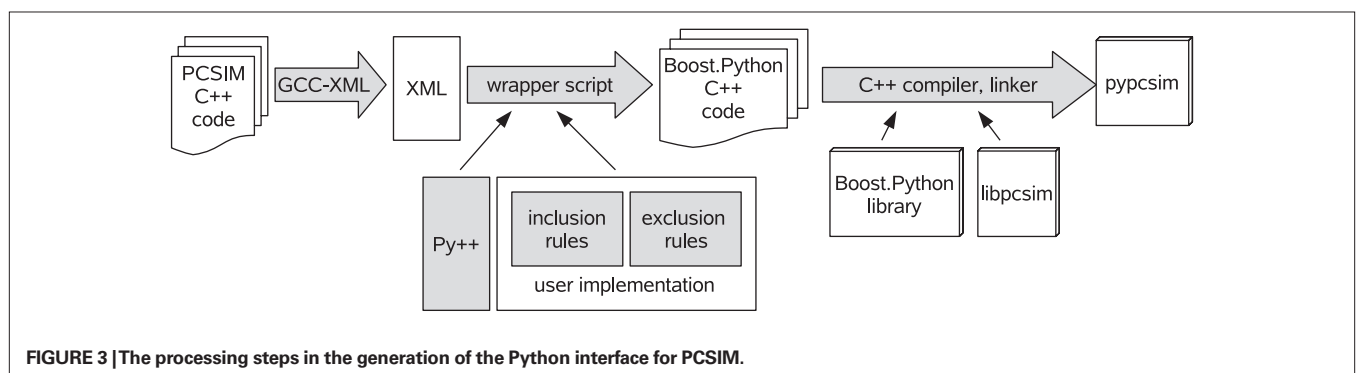 PCSIM
C++
code
GCC-XML
XML
wrapper script
Boost.Python
C++
code
C++ compiler, linker
pypcsim
Py++
inclusion
rules
exclusion
rules
user implementation
Boost.Python
library
libpcsim
FIGURE 3 | The processing steps in the generation of the Python interface for PCSIM.